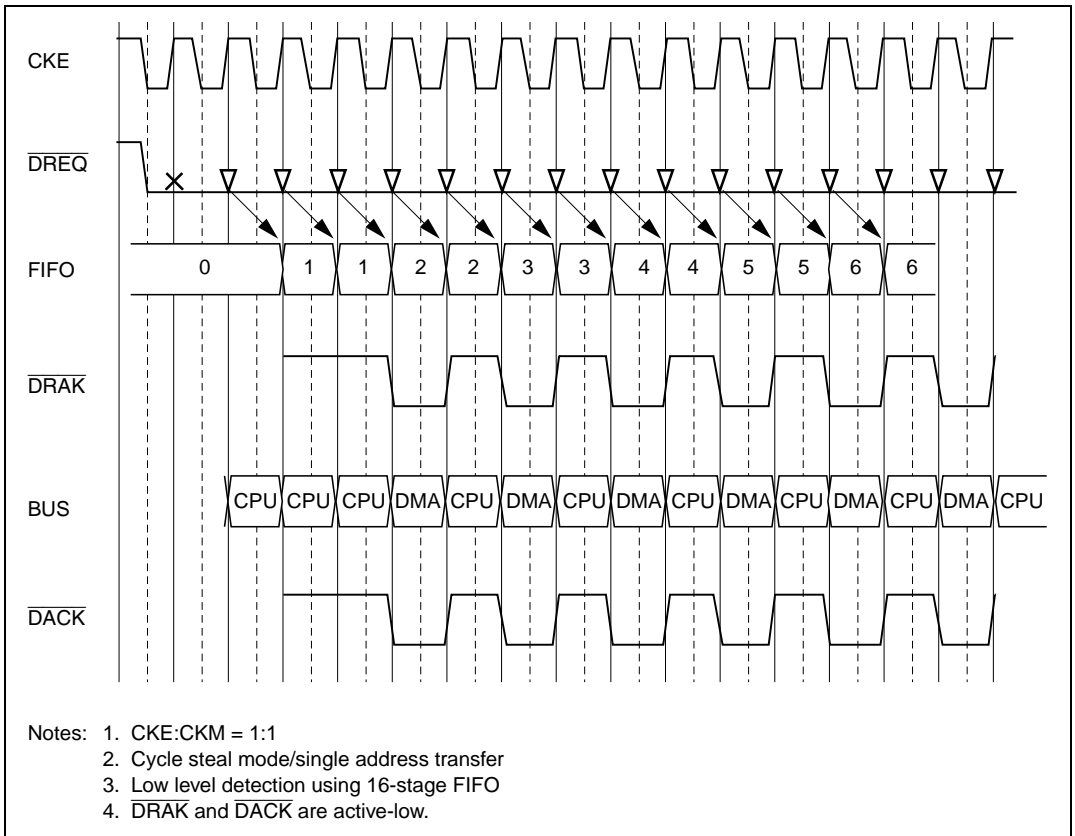 CKE
DREQ
FIFO 0 1 1 2 2 3 3 4 4 5 5 6 6
DRAK
BUS CPU CPU CPU DMA CPU DMA CPU DMA CPU DMA CPU DMA CPU DMA CPU
DACK
Notes: 1. CKE:CKM = 1:1
2. Cycle steal mode/single address transfer
3. Low level detection using 16-stage FIFO
4. DRAK and DACK are active-low.